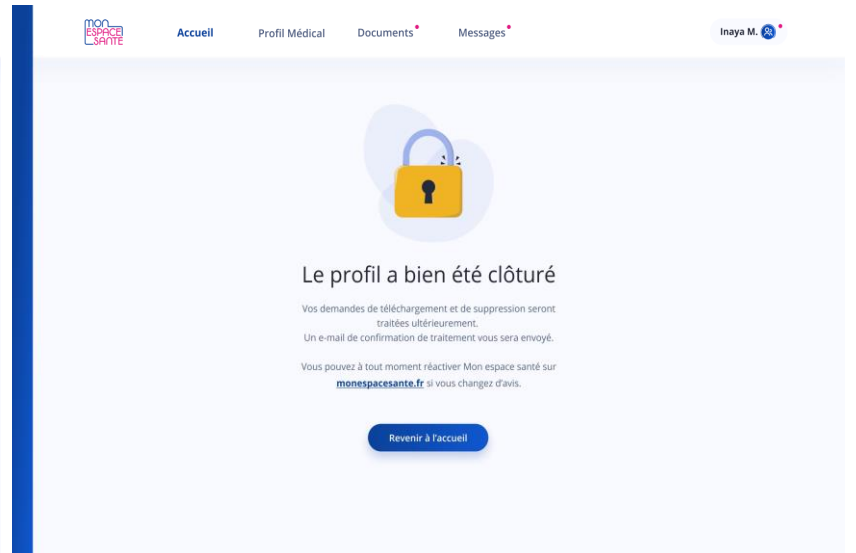 mon
ESPACE
SANTÉ
Accueil
Profil Médical
Documents
Messages
Inaya M.
Le profil a bien été clôturé
Vos demandes de téléchargement et de suppression seront
traitées ultérieurement.
Un e-mail de confirmation de traitement vous sera envoyé.
Vous pouvez à tout moment réactiver Mon espace santé sur
monespacesante.fr si vous changez d'avis.
Revenir à l'accueil